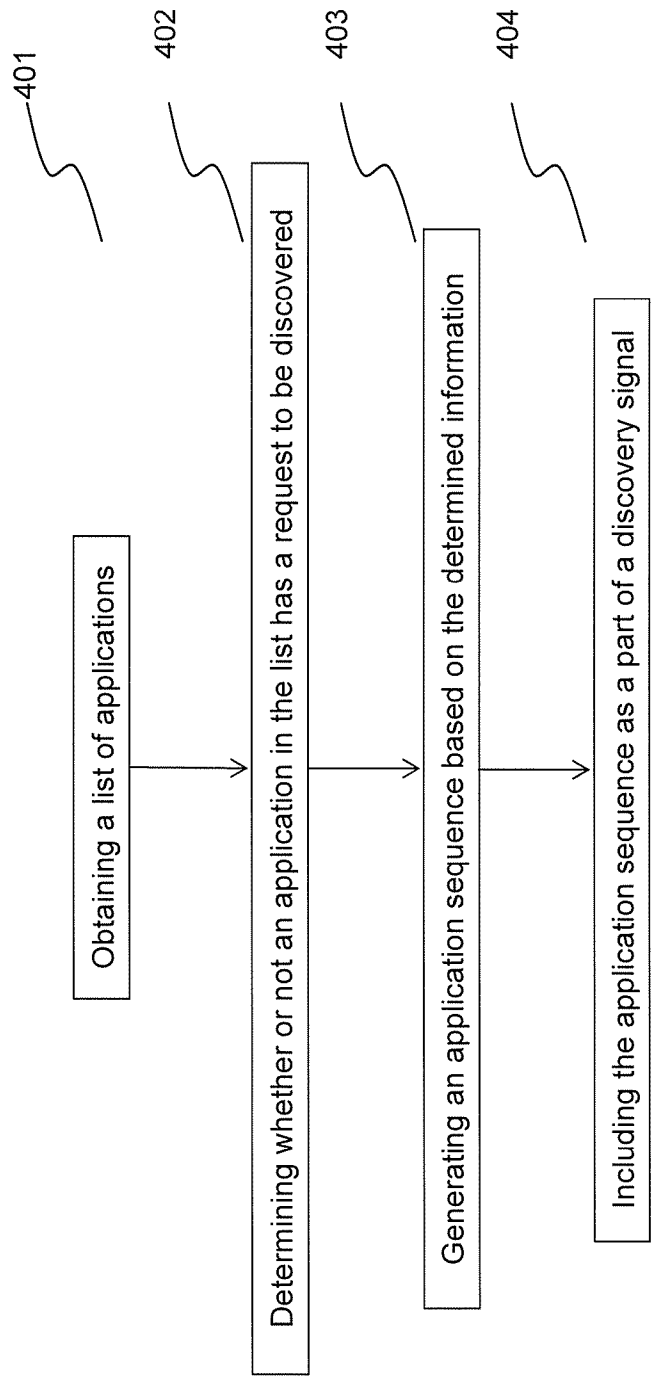 401
Obtaining a list of applications
402
Determining whether or not an application in the list has a request to be discovered
403
Generating an application sequence based on the determined information
404
Including the application sequence as a part of a discovery signal